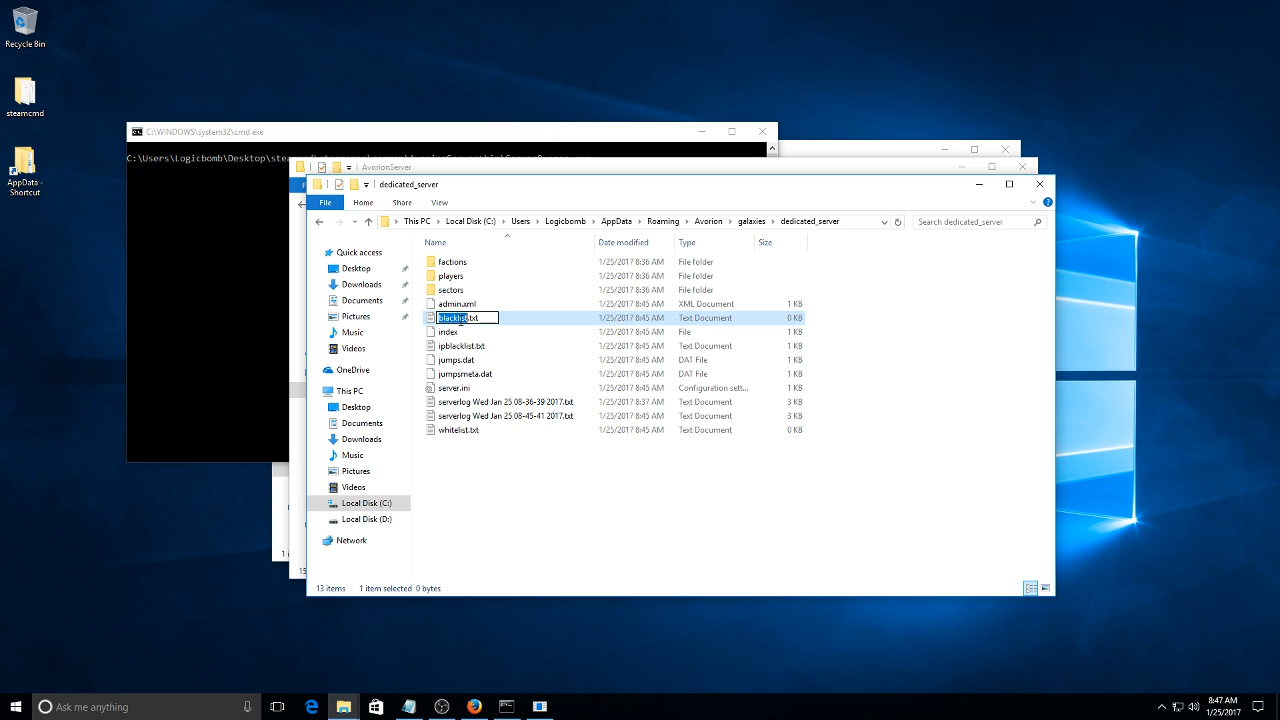 Recycle Bin
steamcmd
AppData -
Shortcut
C:\WINDOWS\system32\cmd.exe
C:\Users\Logicbomb\Desktop\
AvorionServer
dedicated_server
File Home Share View
This PC Local Disk (C:) Users Logicbomb AppData Roaming Avorion galaxies dedicated_server
Search dedicated_server
Name Date modified Type Size
Quick access
Desktop
Downloads
Documents
Pictures
Music
Videos
OneDrive
This PC
Desktop
Documents
Downloads
Music
Pictures
Videos
Local Disk (C:)
Local Disk (D:)
Network
factions 1/25/2017 8:36 AM File folder
players 1/25/2017 8:36 AM File folder
sectors 1/25/2017 8:36 AM File folder
admin.xml 1/25/2017 8:45 AM XML Document 1 KB
blacklist.txt 1/25/2017 8:45 AM Text Document 0 KB
index 1/25/2017 8:45 AM File 1 KB
ipblacklist.txt 1/25/2017 8:45 AM Text Document 1 KB
jumps.dat 1/25/2017 8:45 AM DAT File 1 KB
jumpsmeta.dat 1/25/2017 8:45 AM DAT File 1 KB
server.ini 1/25/2017 8:45 AM Configuration sett... 1 KB
serverlog Wed Jan 25 08-36-39 2017.txt 1/25/2017 8:37 AM Text Document 3 KB
serverlog Wed Jan 25 08-45-41 2017.txt 1/25/2017 8:45 AM Text Document 3 KB
whitelist.txt 1/25/2017 8:45 AM Text Document 0 KB
13 items 1 item selected 0 bytes
Ask me anything
8:47 AM
1/25/2017